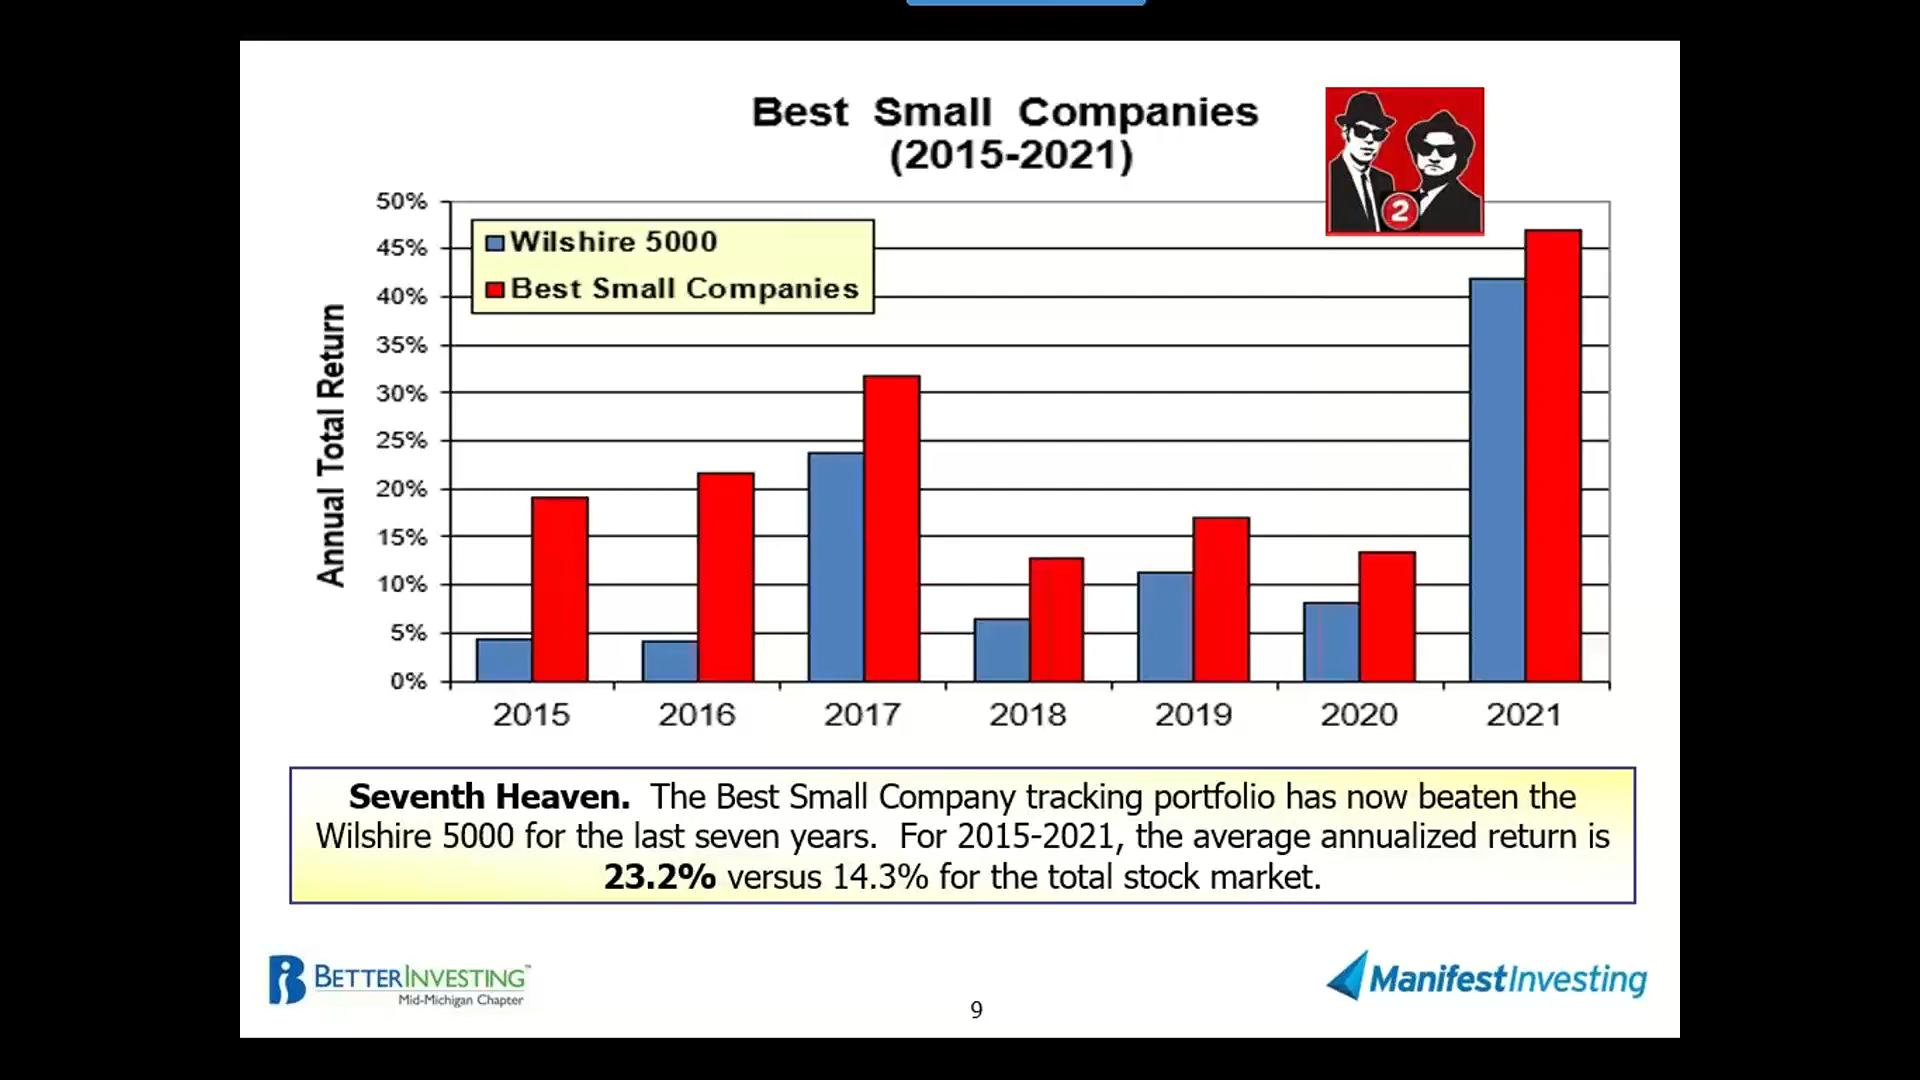 Best Small Companies
(2015-2021)
2
50%
45%
40%
35%
30%
25%
20%
15%
10%
5%
0%
Annual Total Return
Wilshire 5000
Best Small Companies
2015 2016 2017 2018 2019 2020 2021
Seventh Heaven. The Best Small Company tracking portfolio has now beaten the
Wilshire 5000 for the last seven years. For 2015-2021, the average annualized return is
23.2% versus 14.3% for the total stock market.
BETTERINVESTING™
Mid-Michigan Chapter
ManifestInvesting
9